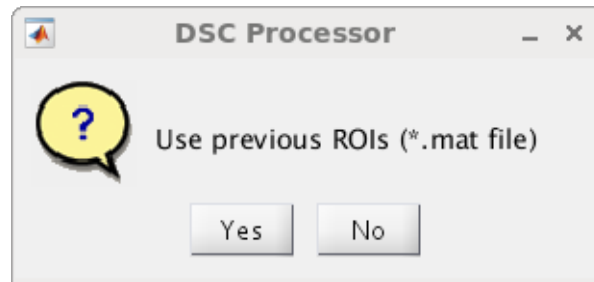 DSC Processor
?
Use previous ROIs (*.mat file)
Yes No